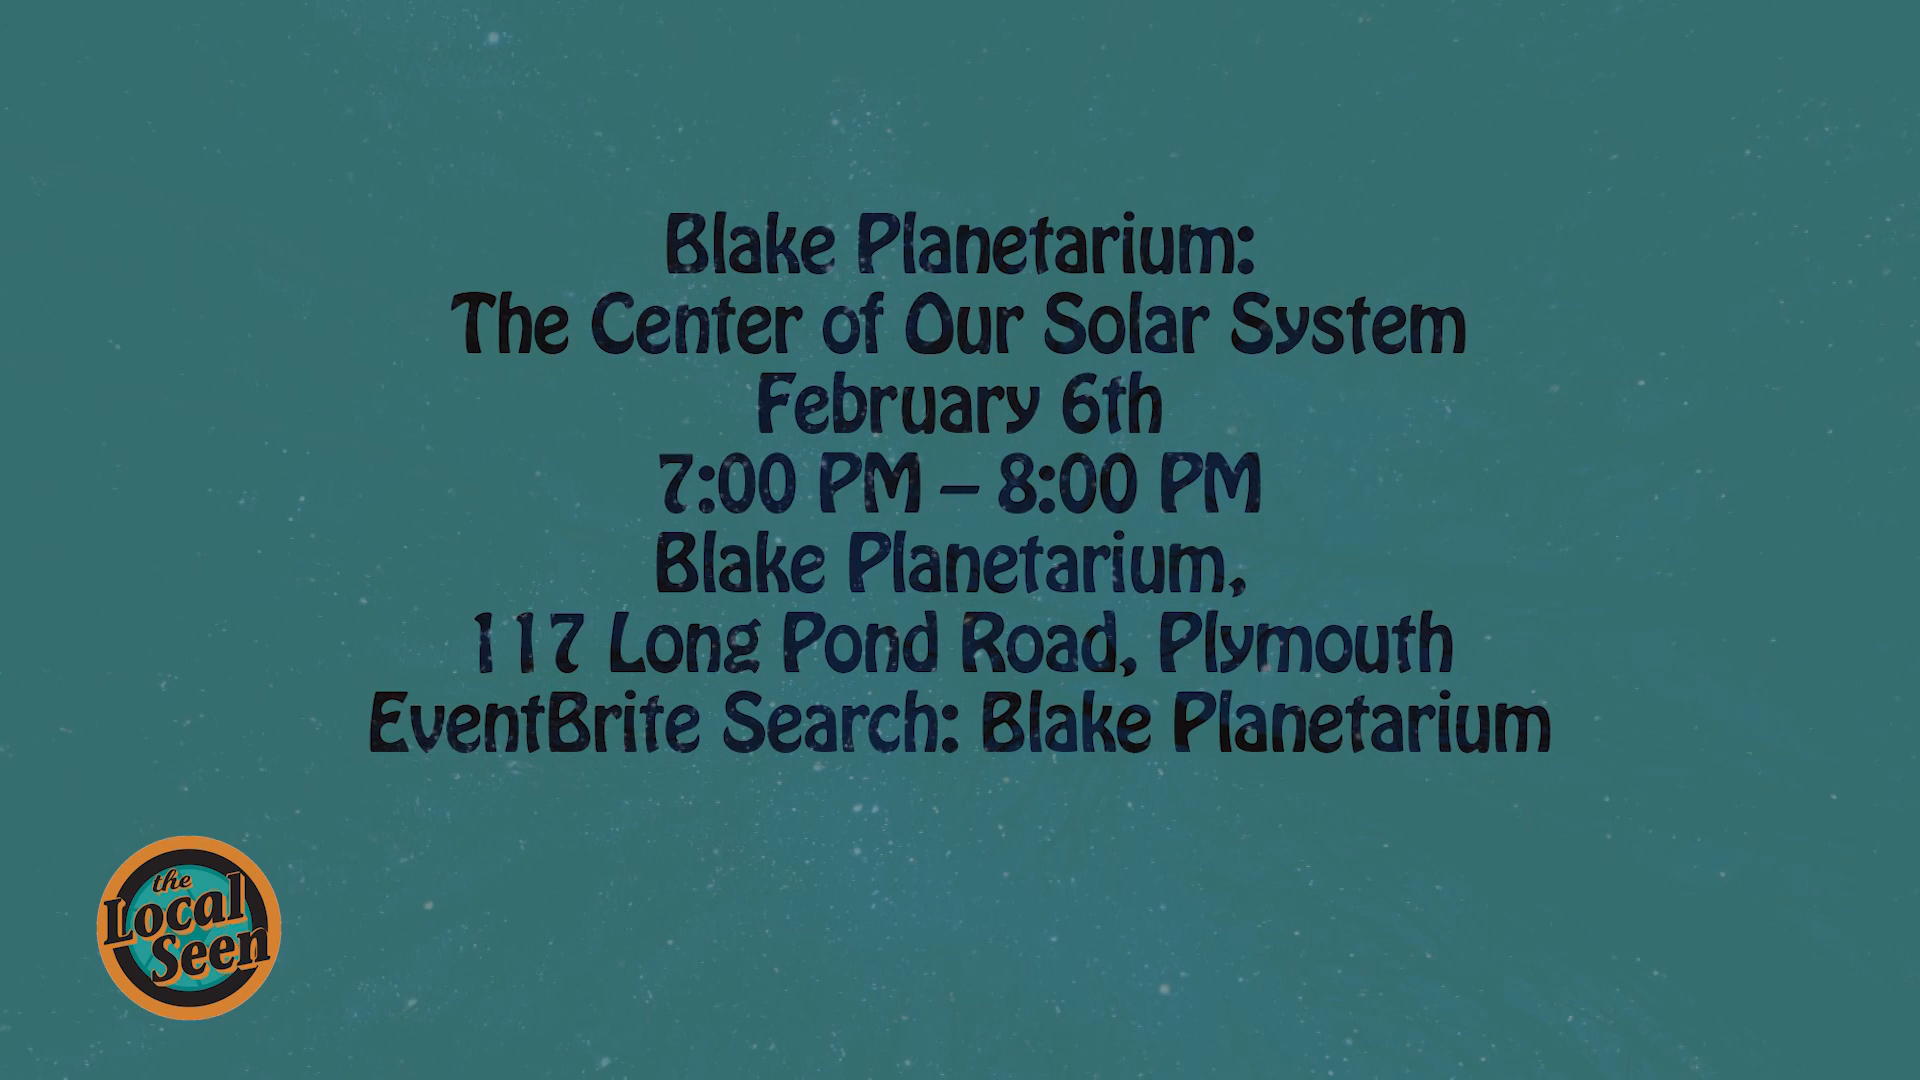 Blake Planetarium:
The Center of Our Solar System
February 6th
7:00 PM – 8:00 PM
Blake Planetarium,
117 Long Pond Road, Plymouth
EventBrite Search: Blake Planetarium
the
Local
Seen